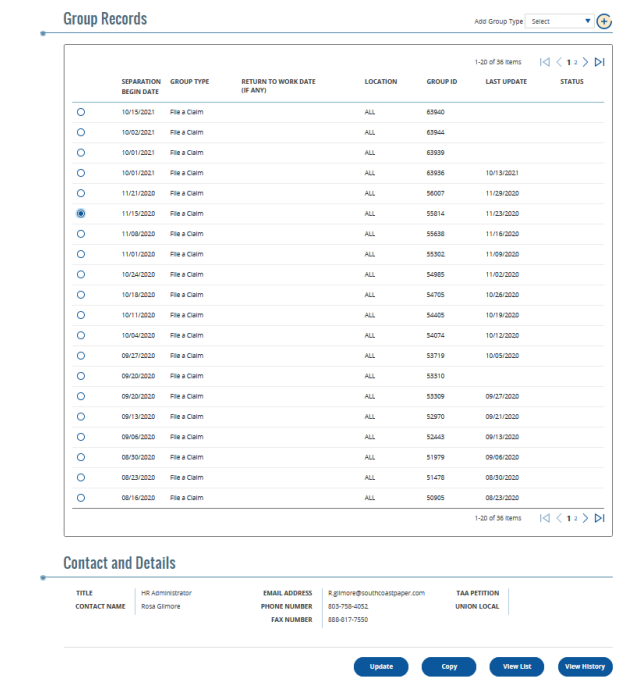 Group Records
Add Group Type Select
1-20 of 36 items 1 2
SEPARATION BEGIN DATE GROUP TYPE RETURN TO WORK DATE (IF ANY) LOCATION GROUP ID LAST UPDATE STATUS
10/15/2021 File a Claim ALL 63940
10/02/2021 File a Claim ALL 63944
10/01/2021 File a Claim ALL 63939
10/01/2021 File a Claim ALL 63936 10/13/2021
11/21/2020 File a Claim ALL 56007 11/29/2020
11/15/2020 File a Claim ALL 55814 11/23/2020
11/08/2020 File a Claim ALL 55638 11/16/2020
11/01/2020 File a Claim ALL 55302 11/09/2020
10/24/2020 File a Claim ALL 54985 11/02/2020
10/18/2020 File a Claim ALL 54705 10/26/2020
10/11/2020 File a Claim ALL 54405 10/19/2020
10/04/2020 File a Claim ALL 54074 10/12/2020
09/27/2020 File a Claim ALL 53719 10/05/2020
09/20/2020 File a Claim ALL 53310
09/20/2020 File a Claim ALL 53309 09/27/2020
09/13/2020 File a Claim ALL 52970 09/21/2020
09/06/2020 File a Claim ALL 52443 09/13/2020
08/30/2020 File a Claim ALL 51979 09/06/2020
08/23/2020 File a Claim ALL 51478 08/30/2020
08/16/2020 File a Claim ALL 50905 08/23/2020
1-20 of 36 items 1 2
Contact and Details
TITLE HR Administrator EMAIL ADDRESS R.gilmore@southcoastpaper.com TAA PETITION
CONTACT NAME Rosa Gilmore PHONE NUMBER 803-758-4052 UNION LOCAL
FAX NUMBER 888-817-7550
Update Copy View List View History